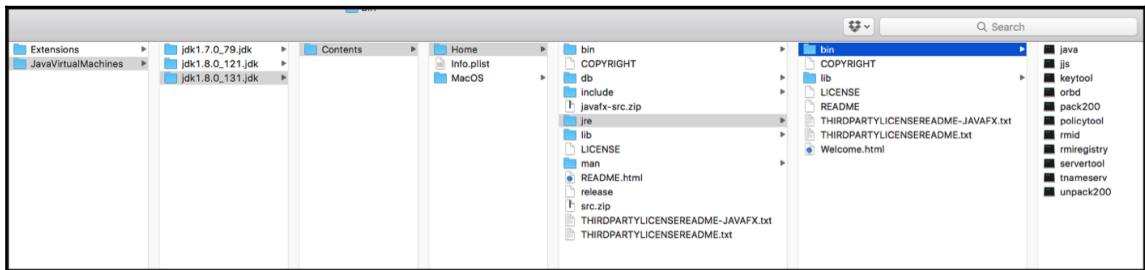 bin
Search
Extensions
JavaVirtualMachines
jdk1.7.0_79.jdk
jdk1.8.0_121.jdk
jdk1.8.0_131.jdk
Contents
Home
Info.plist
MacOS
bin
COPYRIGHT
db
include
javafx-src.zip
jre
lib
LICENSE
man
README.html
release
src.zip
THIRDPARTYLICENSEREADME-JAVAFX.txt
THIRDPARTYLICENSEREADME.txt
bin
COPYRIGHT
lib
LICENSE
README
THIRDPARTYLICENSEREADME-JAVAFX.txt
THIRDPARTYLICENSEREADME.txt
Welcome.html
java
jjs
keytool
orbd
pack200
policytool
rmid
rmiregistry
servertool
tnameserv
unpack200